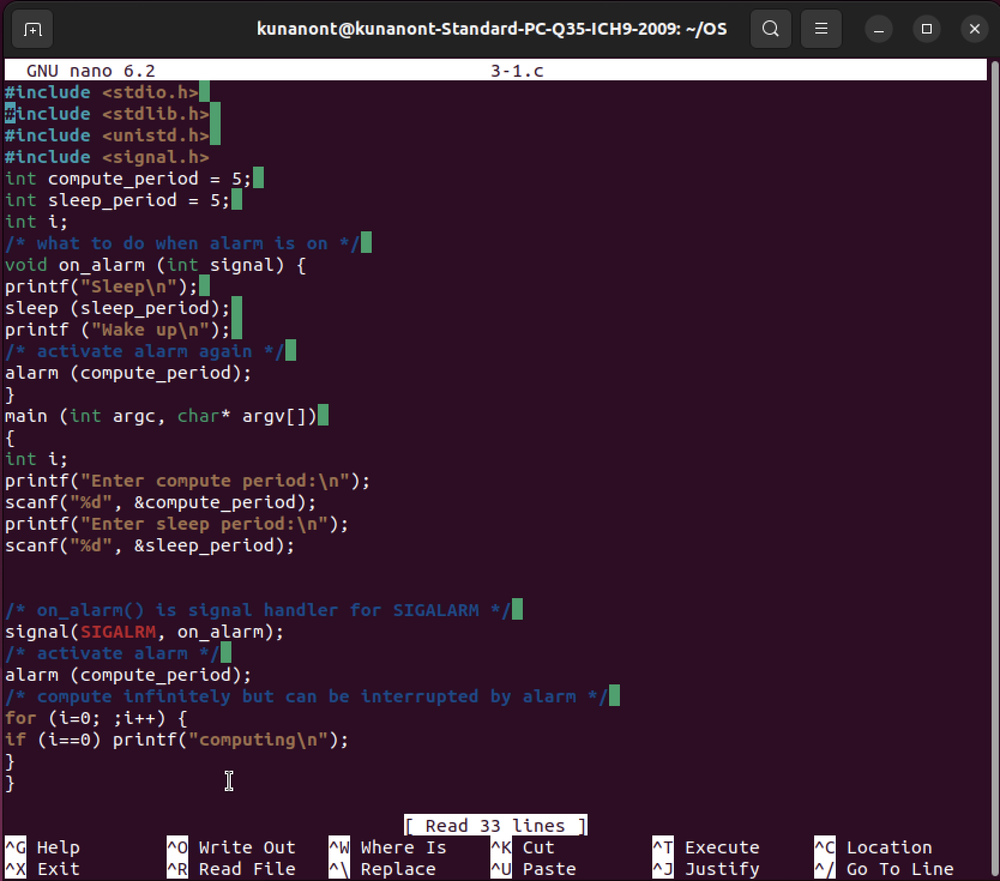 kunanont@kunanont-Standard-PC-Q35-ICH9-2009: ~/OS
GNU nano 6.2 3-1.c
#include <stdio.h>
#include <stdlib.h>
#include <unistd.h>
#include <signal.h>
int compute_period = 5;
int sleep_period = 5;
int i;
/* what to do when alarm is on */
void on_alarm (int signal) {
printf("Sleep\n");
sleep (sleep_period);
printf ("Wake up\n");
/* activate alarm again */
alarm (compute_period);
}
main (int argc, char* argv[])
{
int i;
printf("Enter compute period:\n");
scanf("%d", &compute_period);
printf("Enter sleep period:\n");
scanf("%d", &sleep_period);
/* on_alarm() is signal handler for SIGALARM */
signal(SIGALRM, on_alarm);
/* activate alarm */
alarm (compute_period);
/* compute infinitely but can be interrupted by alarm */
for (i=0; ;i++) {
if (i==0) printf("computing\n");
}
}
[ Read 33 lines ]
^G Help ^O Write Out ^W Where Is ^K Cut ^T Execute ^C Location
^X Exit ^R Read File ^\ Replace ^U Paste ^J Justify ^/ Go To Line